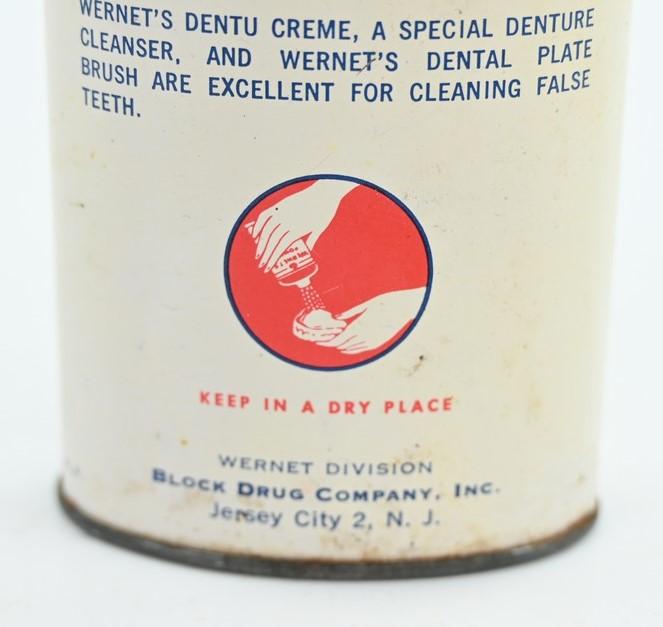 WERNET'S DENTU CREME, A SPECIAL DENTURE
CLEANSER, AND WERNET'S DENTAL PLATE
BRUSH ARE EXCELLENT FOR CLEANING FALSE
TEETH.
KEEP IN A DRY PLACE
WERNET DIVISION
BLOCK DRUG COMPANY, INC.
Jersey City 2, N. J.